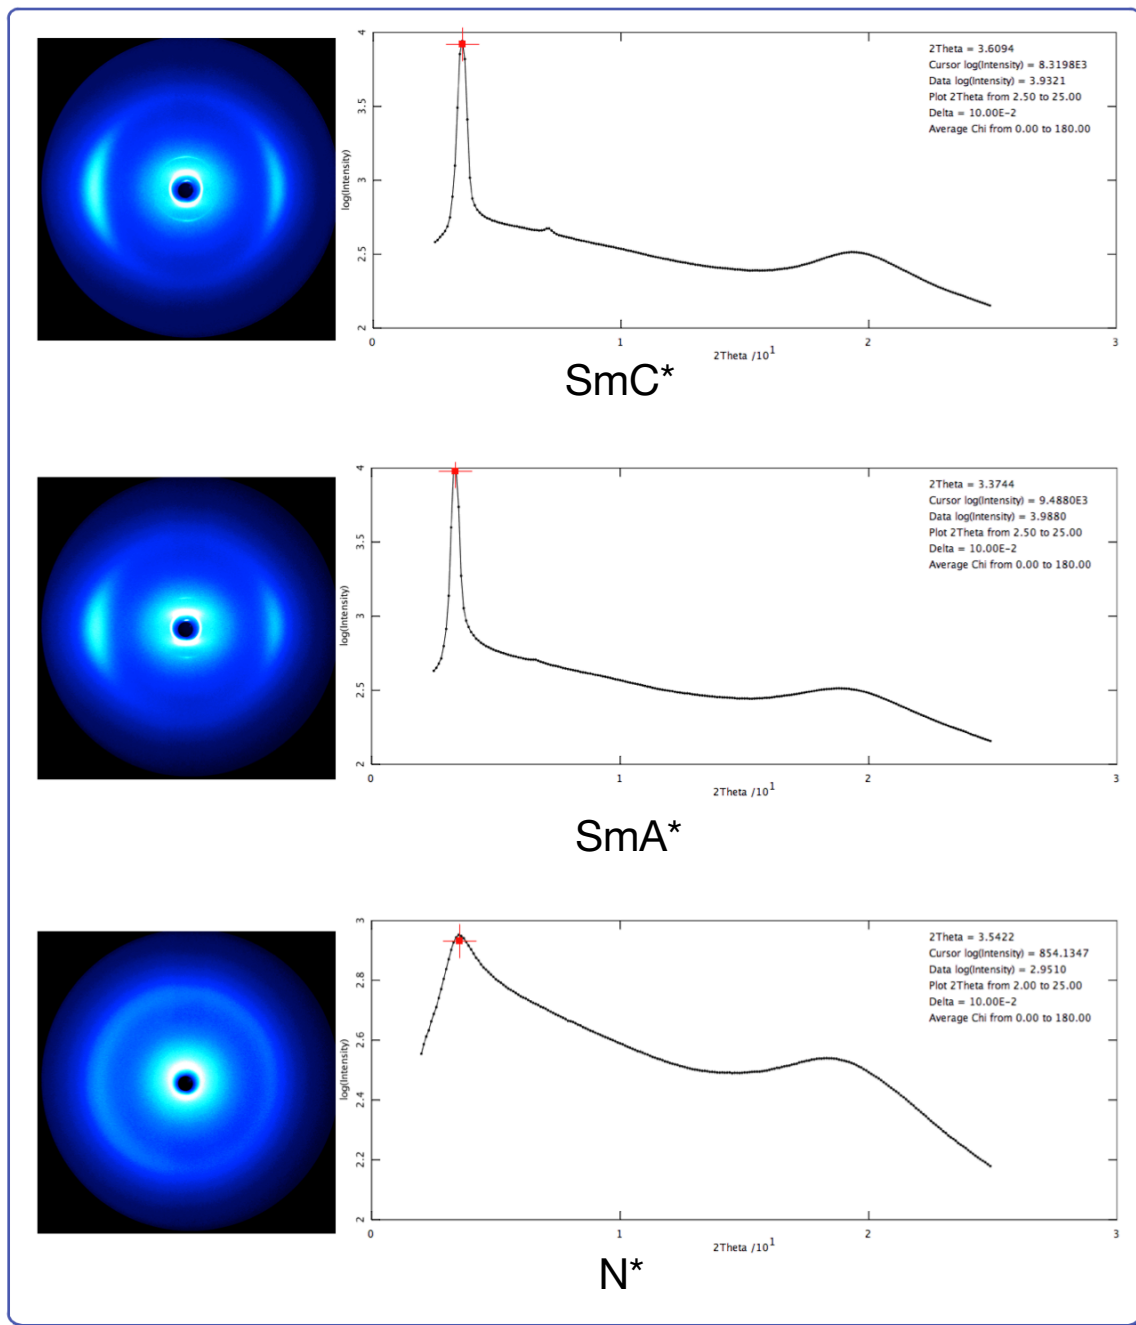 4
3.5
3
2.5
2
log(Intensity)
2Theta = 3.6094
Cursor log(Intensity) = 8.3198E3
Data log(Intensity) = 3.9321
Plot 2Theta from 2.50 to 25.00
Delta = 10.00E-2
Average Chi from 0.00 to 180.00
0 1 2 3
2Theta /10¹
SmC*
4
3.5
3
2.5
2
log(Intensity)
2Theta = 3.3744
Cursor log(Intensity) = 9.4880E3
Data log(Intensity) = 3.9880
Plot 2Theta from 2.50 to 25.00
Delta = 10.00E-2
Average Chi from 0.00 to 180.00
0 1 2 3
2Theta /10¹
SmA*
3
2.8
2.6
2.4
2.2
2
log(Intensity)
2Theta = 3.5422
Cursor log(Intensity) = 854.1347
Data log(Intensity) = 2.9510
Plot 2Theta from 2.00 to 25.00
Delta = 10.00E-2
Average Chi from 0.00 to 180.00
0 1 2 3
2Theta /10¹
N*